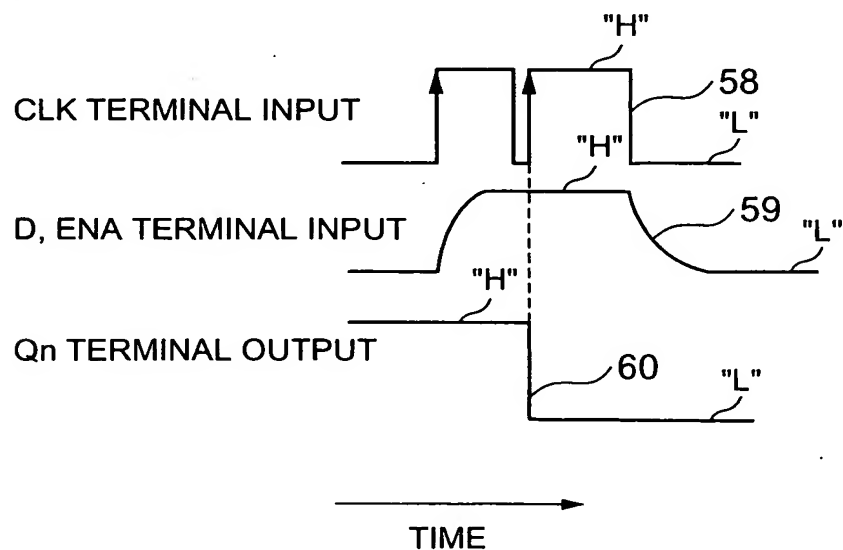 "H"
58
CLK TERMINAL INPUT
"L"
"H"
59
D, ENA TERMINAL INPUT
"L"
"H"
Qn TERMINAL OUTPUT
60
"L"
TIME